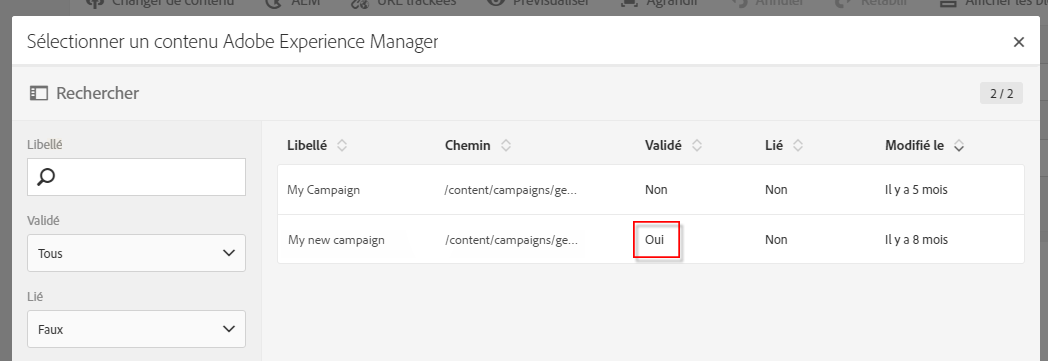 Changer de contenu AEM URL trackées Prévisualiser Agrandir Annuler Rétablir Afficher les bl
Sélectionner un contenu Adobe Experience Manager
Rechercher 2 / 2
Libellé
Validé
Tous
Lié
Faux
Libellé Chemin Validé Lié Modifié le
My Campaign /content/campaigns/ge... Non Non Il y a 5 mois
My new campaign /content/campaigns/ge... Oui Non Il y a 8 mois